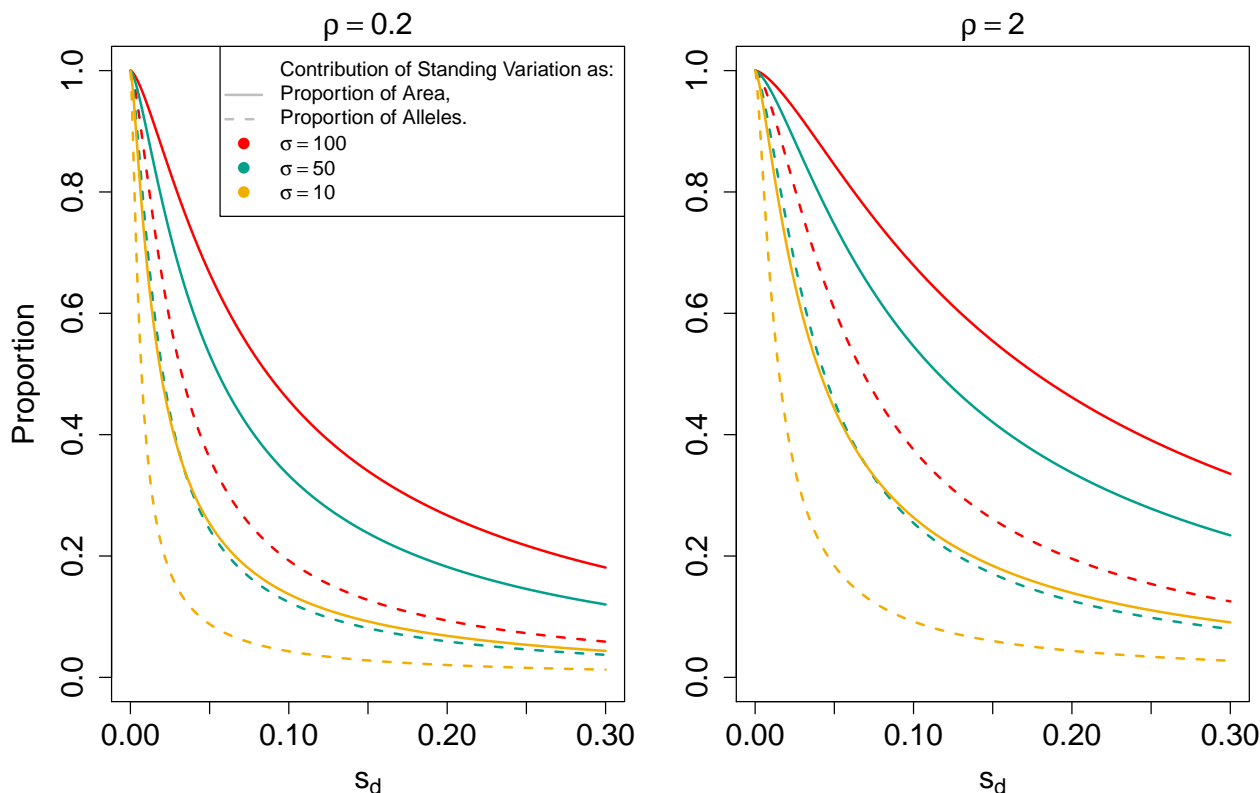 ρ = 0.2
Contribution of Standing Variation as:
Proportion of Area,
Proportion of Alleles.
σ = 100
σ = 50
σ = 10
Proportion
1.0
0.8
0.6
0.4
0.2
0.0
0.00 0.10 0.20 0.30
s_d
ρ = 2
1.0
0.8
0.6
0.4
0.2
0.0
0.00 0.10 0.20 0.30
s_d